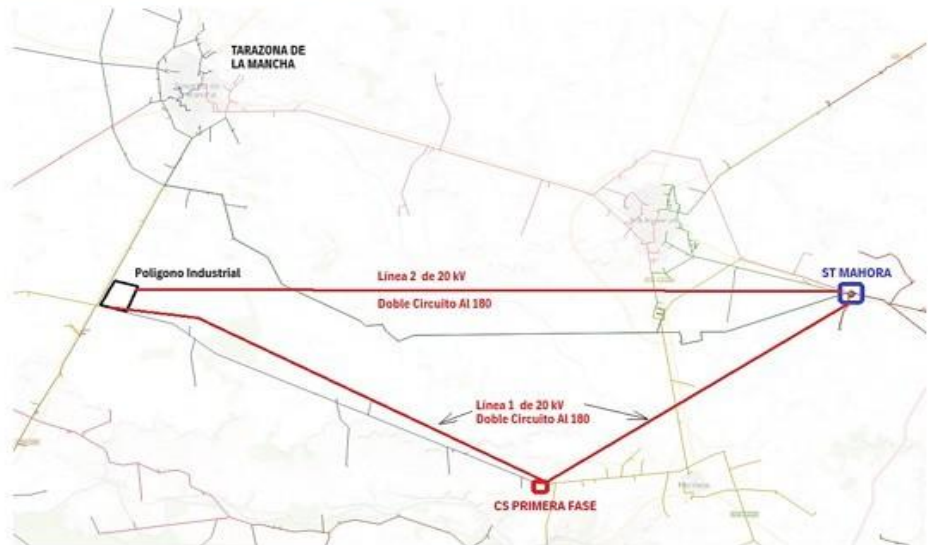 TARAZONA DE
LA MANCHA
Polígono Industrial
Línea 2 de 20 kV
Doble Circuito Al 180
ST MAHORA
Línea 1 de 20 kV
Doble Circuito Al 180
CS PRIMERA FASE